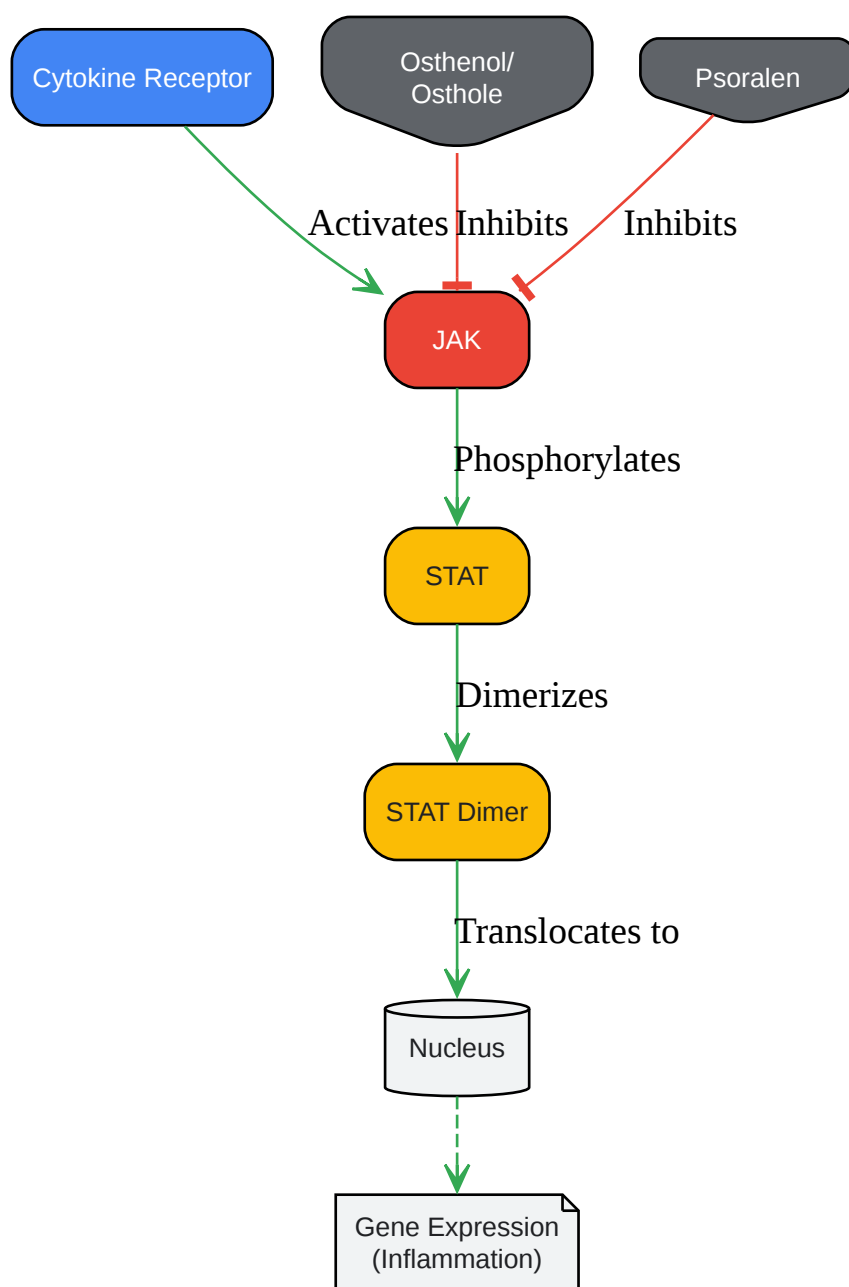 Cytokine Receptor
Osthenol/
Osthole
Psoralen
Activates
Inhibits
Inhibits
JAK
Phosphorylates
STAT
Dimerizes
STAT Dimer
Translocates to
Nucleus
Gene Expression
(Inflammation)